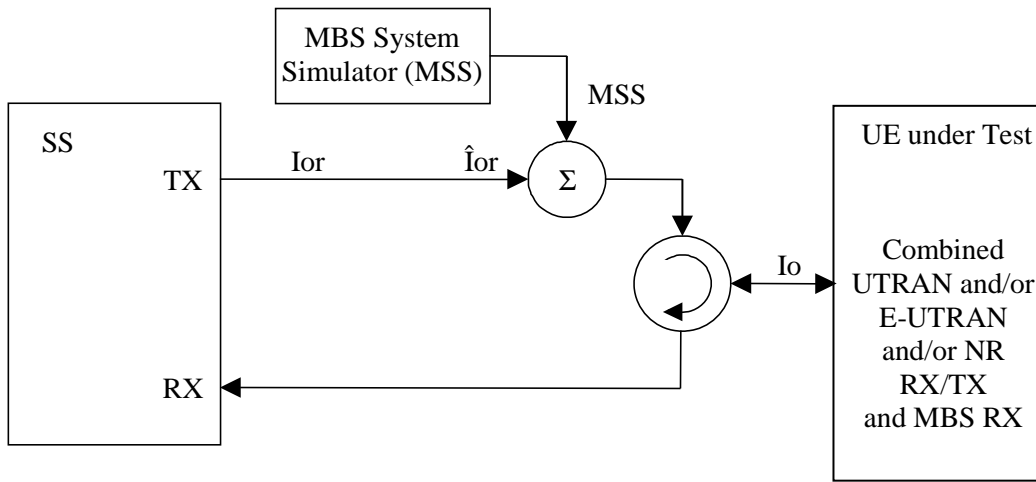 MBS System
Simulator (MSS)
MSS
SS
TX
Ior
Îor
Σ
UE under Test
Io
Combined
UTRAN and/or
E-UTRAN
and/or NR
RX/TX
and MBS RX
RX